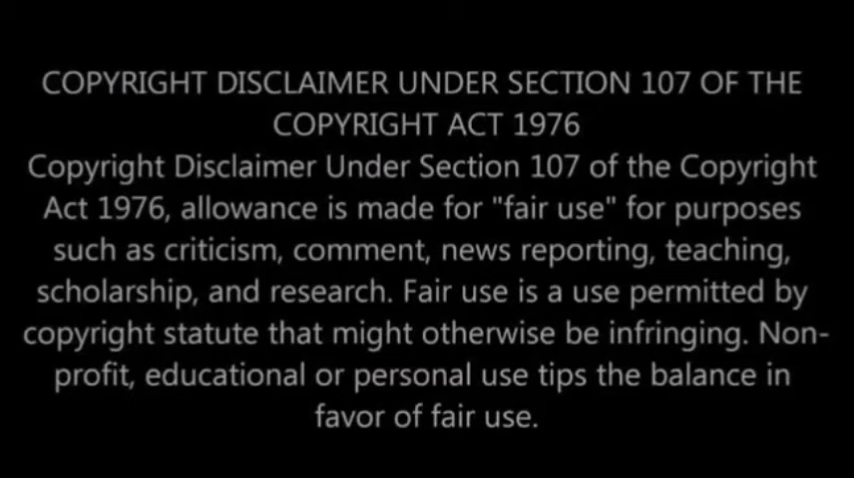 COPYRIGHT DISCLAIMER UNDER SECTION 107 OF THE
COPYRIGHT ACT 1976
Copyright Disclaimer Under Section 107 of the Copyright
Act 1976, allowance is made for "fair use" for purposes
such as criticism, comment, news reporting, teaching,
scholarship, and research. Fair use is a use permitted by
copyright statute that might otherwise be infringing. Non-
profit, educational or personal use tips the balance in
favor of fair use.